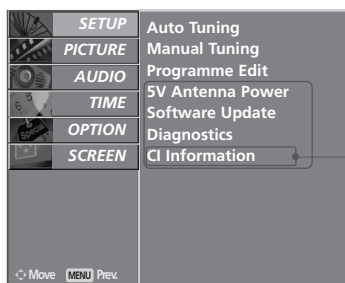 SETUP
PICTURE
AUDIO
TIME
OPTION
SCREEN
Auto Tuning
Manual Tuning
Programme Edit
5V Antenna Power
Software Update
Diagnostics
CI Information
Move MENU Prev.